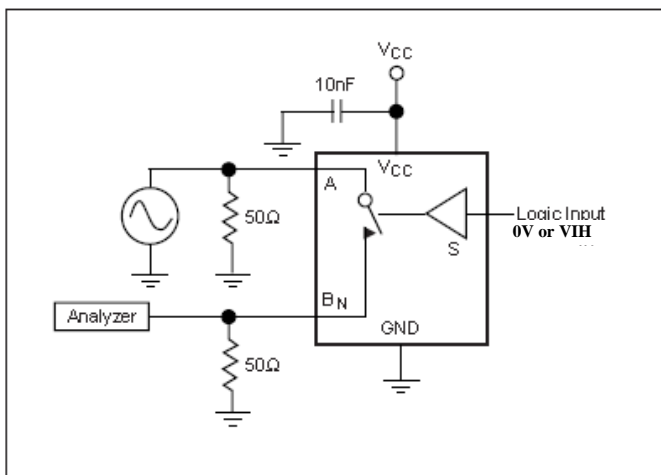 VCC
10nF
VCC
A
50Ω
Logic Input
0V or VIH
S
BN
Analyzer
GND
50Ω